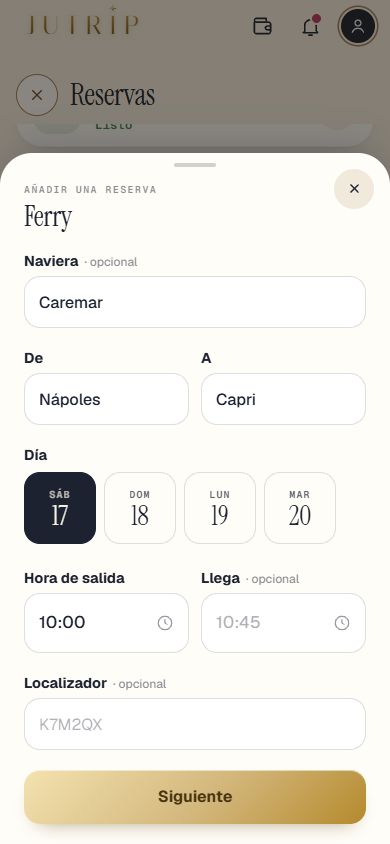 JUTRIP
Reservas
Listo
AÑADIR UNA RESERVA
Ferry
Naviera · opcional
Caremar
De
A
Nápoles
Capri
Día
SÁB
17
DOM
18
LUN
19
MAR
20
Hora de salida
Llega · opcional
10:00
10:45
Localizador · opcional
K7M2QX
Siguiente